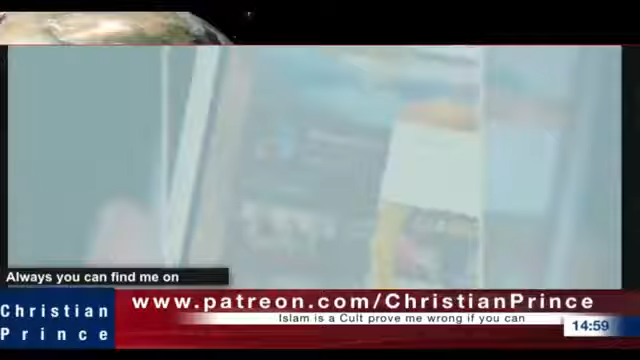 Always you can find me on
www.patreon.com/ChristianPrince
Christian
Prince
Islam is a Cult prove me wrong if you can
14:59